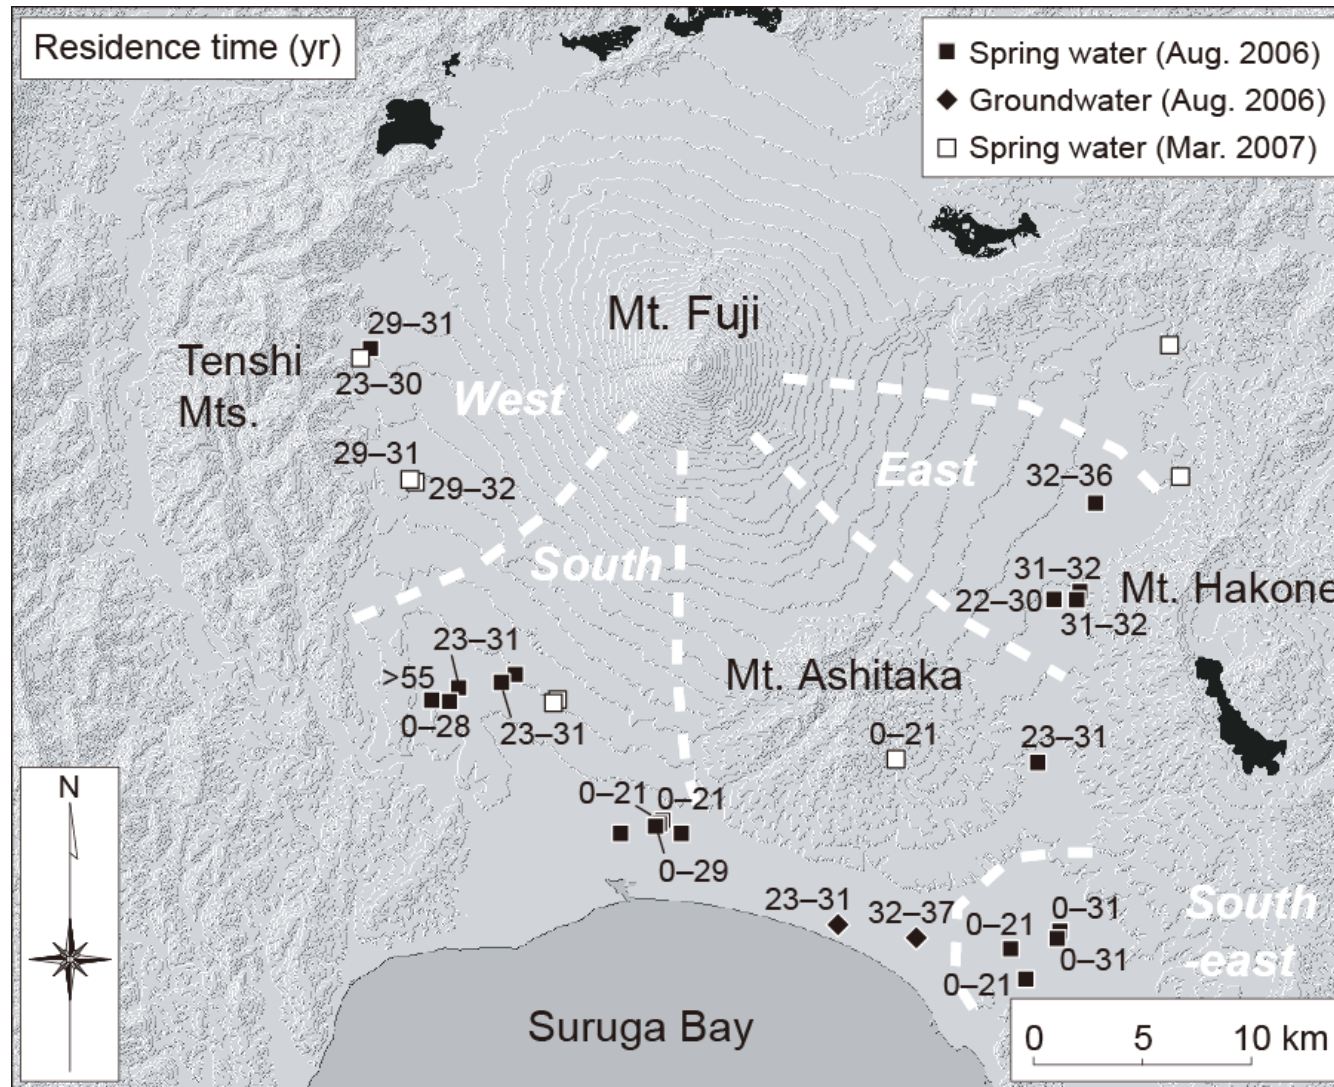 Residence time (yr)
Spring water (Aug. 2006)
Groundwater (Aug. 2006)
Spring water (Mar. 2007)
Mt. Fuji
29–31
Tenshi
Mts.
23–30
West
29–31
29–32
East
32–36
South
31–32
22–30
Mt. Hakone
31–32
23–31
>55
0–28
23–31
Mt. Ashitaka
0–21
23–31
0–21
0–21
0–29
N
23–31
32–37
0–21
0–31
0–31
0–21
South
-east
Suruga Bay
0 5 10 km